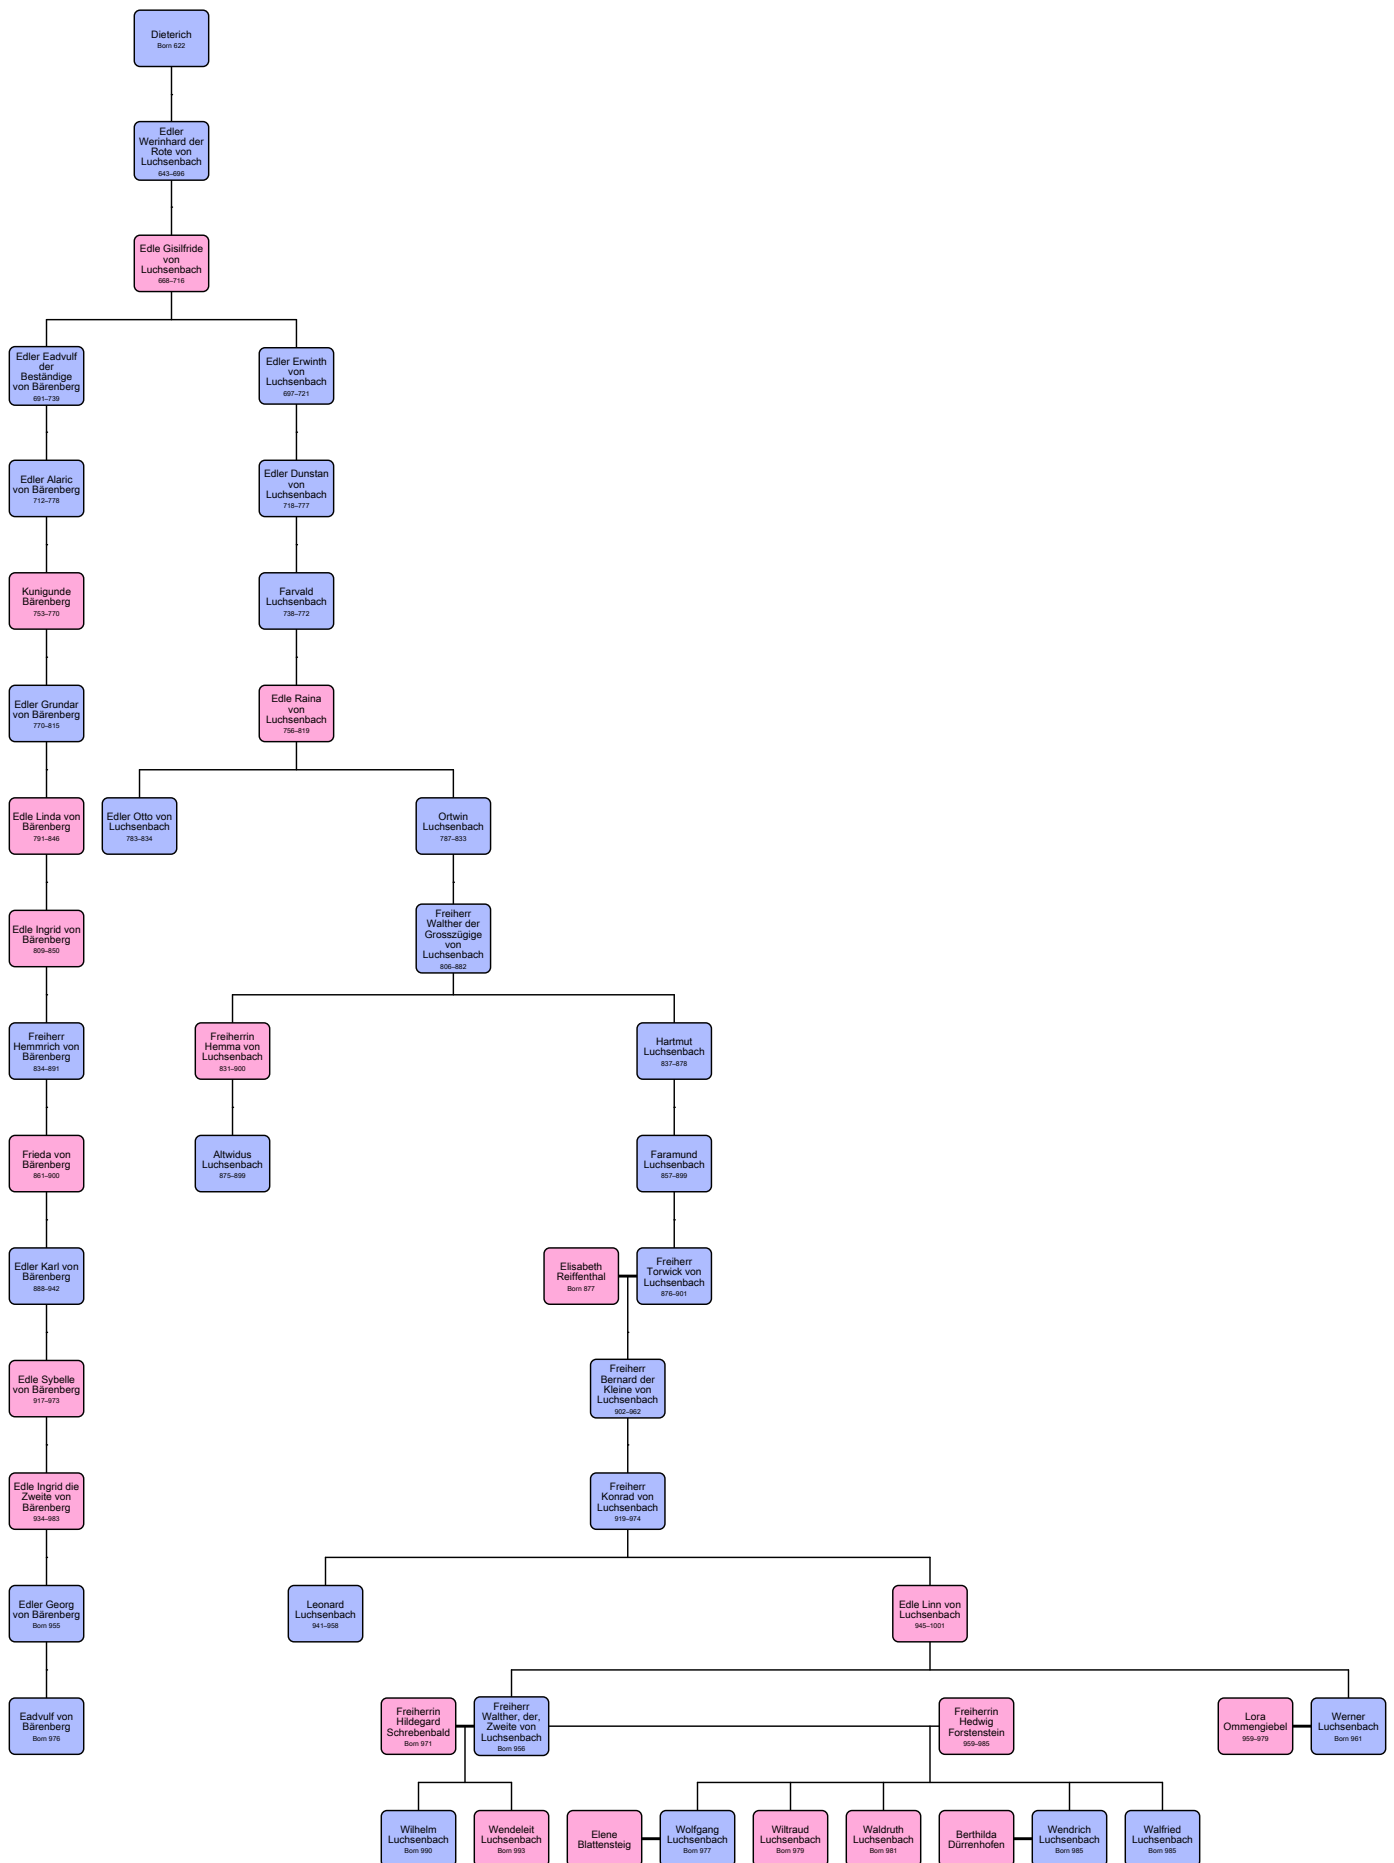 Dieterich
Born 622
Edler
Werinhard der
Rote von
Luchsenbach
643–696
Edle Gisilfride
von
Luchsenbach
668–716
Edler Eadvulf
der
Beständige
von Bärenberg
691–739
Edler Erwinth
von
Luchsenbach
697–721
Edler Alaric
von Bärenberg
712–778
Edler Dunstan
von
Luchsenbach
718–777
Kunigunde
Bärenberg
753–770
Farvald
Luchsenbach
738–772
Edler Grundar
von Bärenberg
770–815
Edle Raina
von
Luchsenbach
756–819
Edle Linda von
Bärenberg
791–846
Edler Otto von
Luchsenbach
783–834
Ortwin
Luchsenbach
787–833
Edle Ingrid von
Bärenberg
809–850
Freiherr
Walther der
Grosszügige
von
Luchsenbach
806–882
Freiherr
Hemmrich von
Bärenberg
834–891
Freiherrin
Hemma von
Luchsenbach
831–900
Hartmut
Luchsenbach
837–878
Frieda von
Bärenberg
861–900
Altwidus
Luchsenbach
875–899
Faramund
Luchsenbach
857–899
Edler Karl von
Bärenberg
888–942
Elisabeth
Reiffenthal
Born 877
Freiherr
Torwick von
Luchsenbach
876–901
Edle Sybelle
von Bärenberg
917–973
Freiherr
Bernard der
Kleine von
Luchsenbach
902–962
Edle Ingrid die
Zweite von
Bärenberg
934–983
Freiherr
Konrad von
Luchsenbach
919–974
Edler Georg
von Bärenberg
Born 955
Leonard
Luchsenbach
941–958
Edle Linn von
Luchsenbach
945–1001
Eadvulf von
Bärenberg
Born 976
Freiherrin
Hildegard
Schrebenbald
Born 971
Freiherr
Walther, der,
Zweite von
Luchsenbach
Born 956
Freiherrin
Hedwig
Forstenstein
959–985
Lora
Ommengiebel
959–979
Werner
Luchsenbach
Born 961
Wilhelm
Luchsenbach
Born 990
Wendeleit
Luchsenbach
Born 993
Elene
Blattensteig
Wolfgang
Luchsenbach
Born 977
Wiltraud
Luchsenbach
Born 979
Waldruth
Luchsenbach
Born 981
Berthilda
Dürrenhofen
Wendrich
Luchsenbach
Born 985
Walfried
Luchsenbach
Born 985